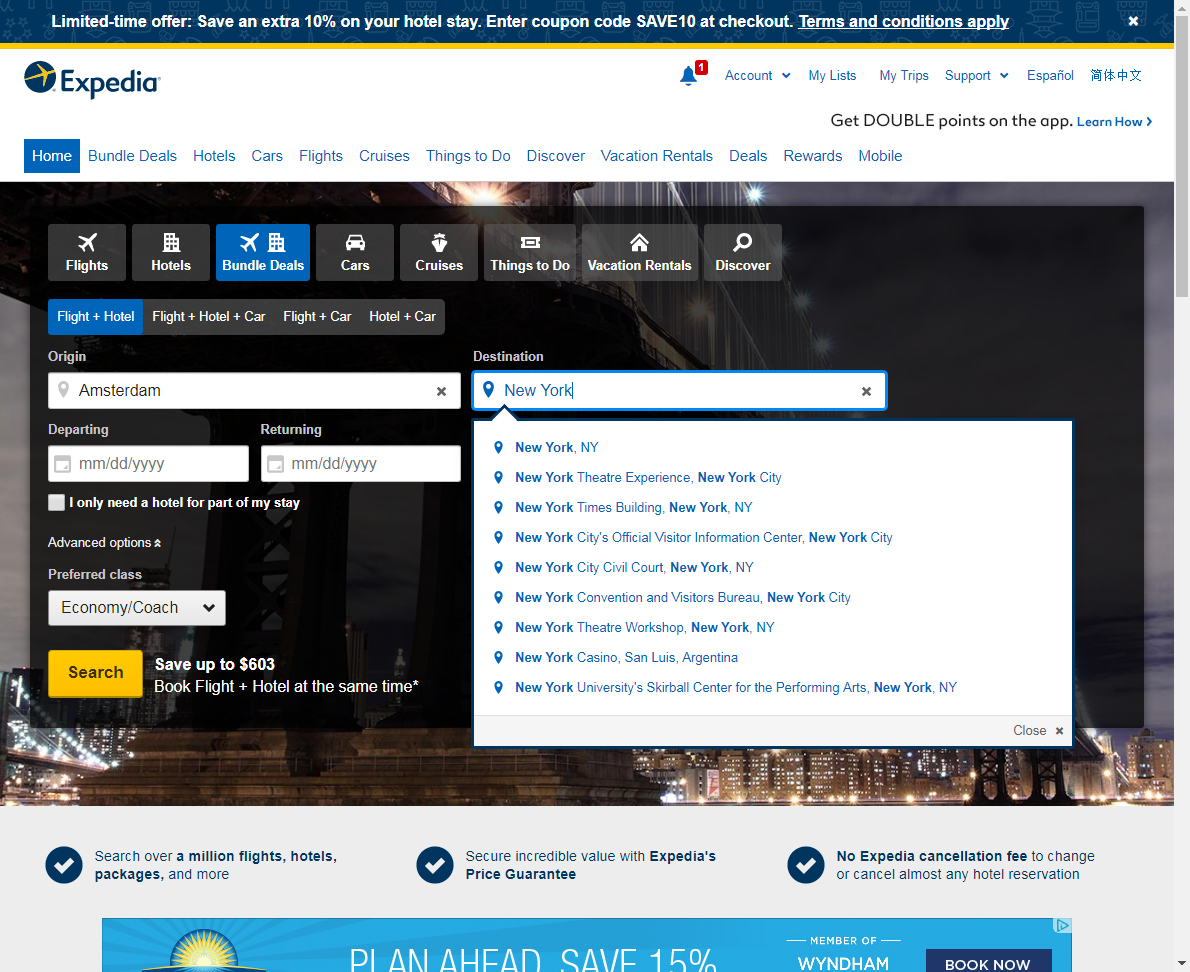 Limited-time offer: Save an extra 10% on your hotel stay. Enter coupon code SAVE10 at checkout. Terms and conditions apply
Expedia
1
Account
My Lists
My Trips
Support
Español
简体中文
Get DOUBLE points on the app. Learn How
Home
Bundle Deals
Hotels
Cars
Flights
Cruises
Things to Do
Discover
Vacation Rentals
Deals
Rewards
Mobile
Flights
Hotels
Bundle Deals
Cars
Cruises
Things to Do
Vacation Rentals
Discover
Flight + Hotel
Flight + Hotel + Car
Flight + Car
Hotel + Car
Origin
Amsterdam
Destination
New York
Departing
mm/dd/yyyy
Returning
mm/dd/yyyy
I only need a hotel for part of my stay
Advanced options
Preferred class
Economy/Coach
Search
Save up to $603
Book Flight + Hotel at the same time*
New York, NY
New York Theatre Experience, New York City
New York Times Building, New York, NY
New York City's Official Visitor Information Center, New York City
New York City Civil Court, New York, NY
New York Convention and Visitors Bureau, New York City
New York Theatre Workshop, New York, NY
New York Casino, San Luis, Argentina
New York University's Skirball Center for the Performing Arts, New York, NY
Close
Search over a million flights, hotels,
packages, and more
Secure incredible value with Expedia's
Price Guarantee
No Expedia cancellation fee to change
or cancel almost any hotel reservation
PLAN AHEAD. SAVE 15%
MEMBER OF
WYNDHAM
BOOK NOW